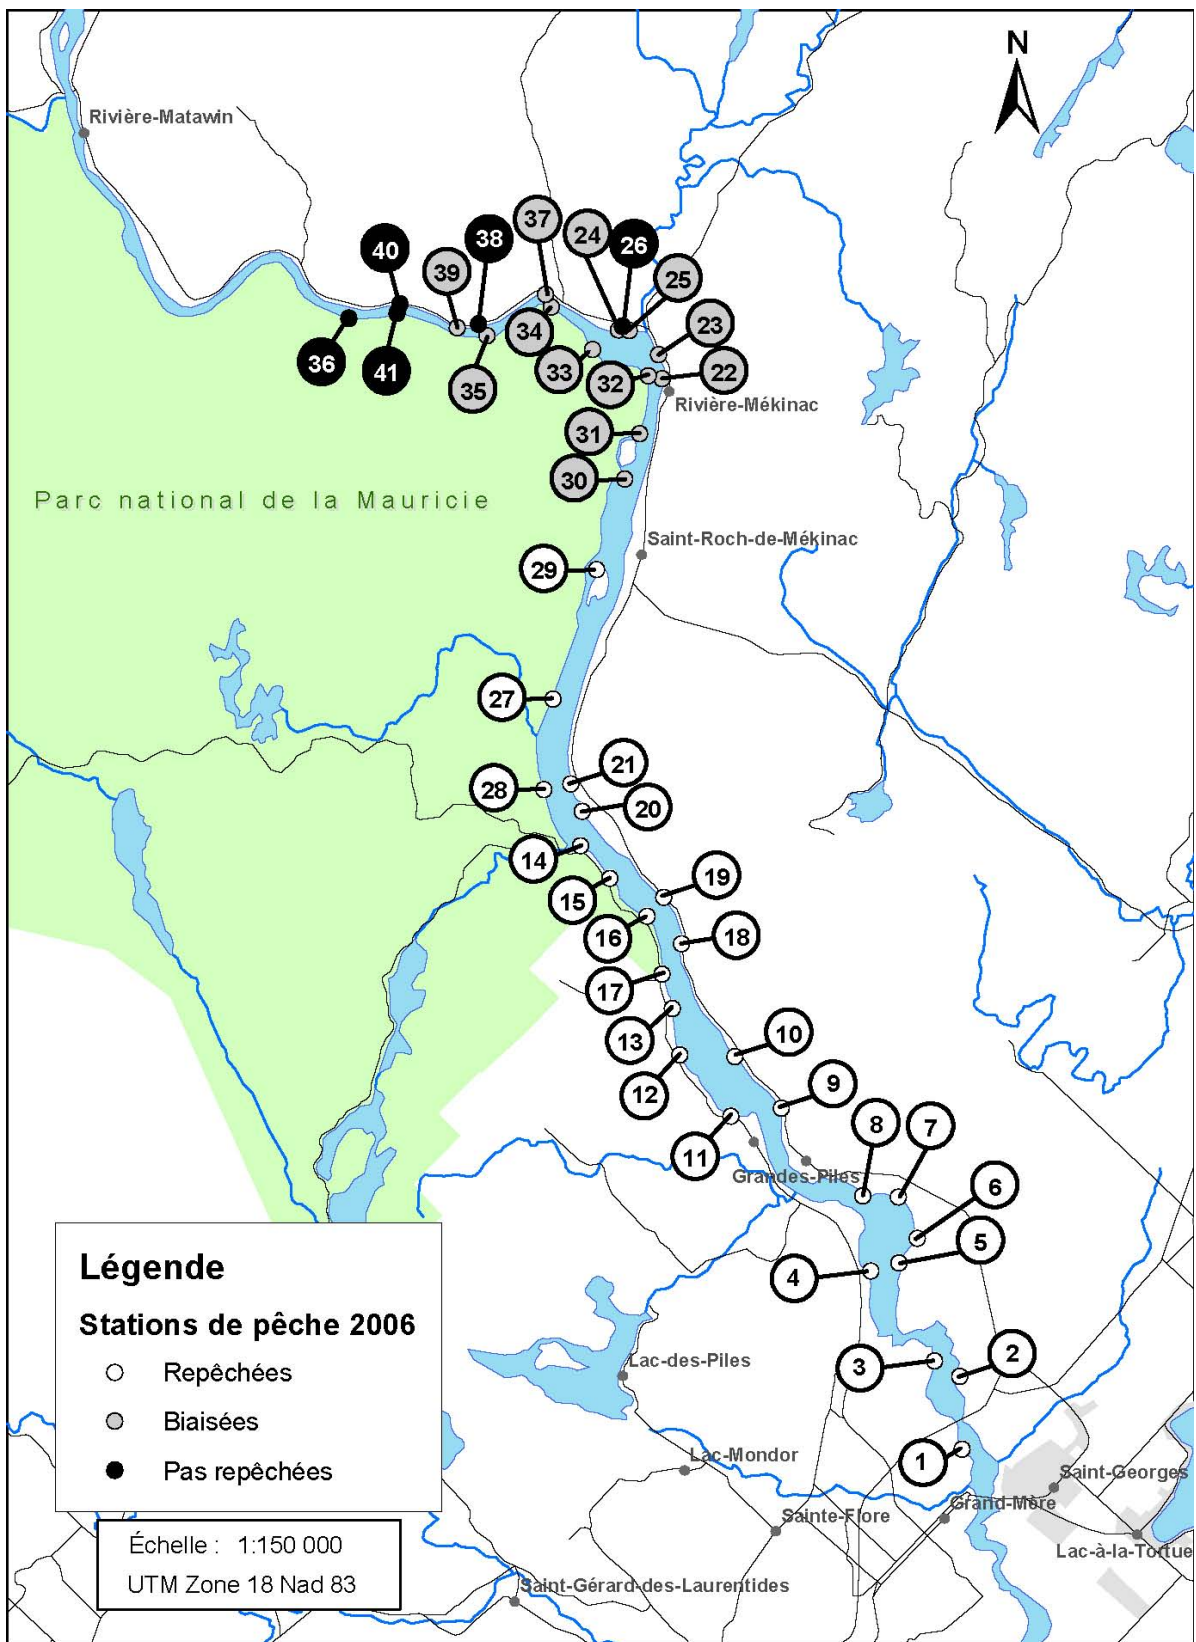 N
Rivière-Matawin
37
24
26
40
38
39
25
23
34
36
41
35
33
32
22
Rivière-Mékinac
31
30
Parc national de la Mauricie
Saint-Roch-de-Mékinac
29
27
21
28
20
14
19
15
16
18
17
13
10
12
9
8
7
11
Grandes-Piles
6
5
4
3
2
Lac-des-Piles
1
Lac-Mondor
Saint-Georges
Grand-Mère
Sainte-Flore
Lac-à-la-Tortue
Saint-Gérard-des-Laurentides
Légende
Stations de pêche 2006
Repêchées
Biaisées
Pas repêchées
Échelle : 1:150 000
UTM Zone 18 Nad 83